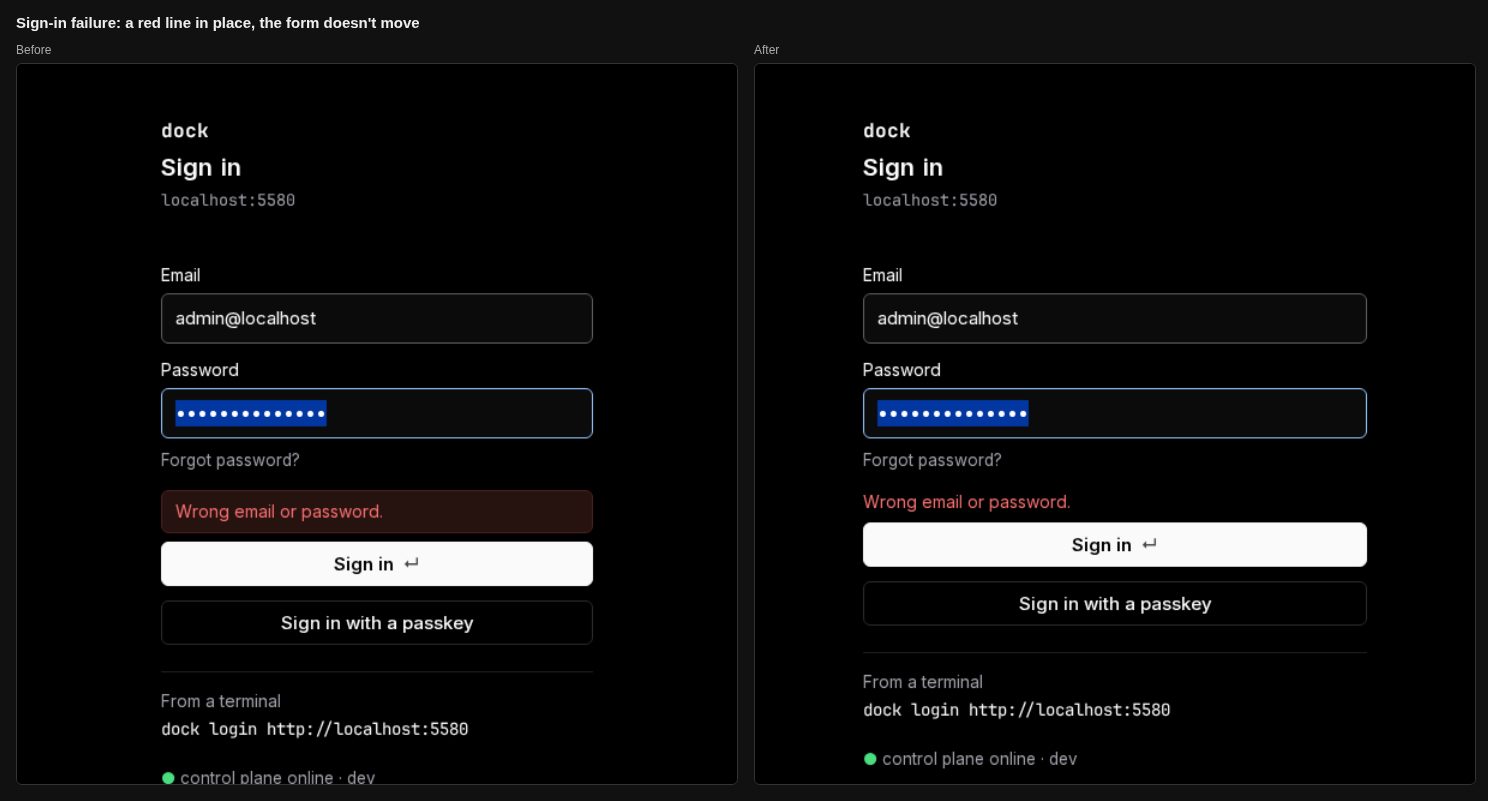 Sign-in failure: a red line in place, the form doesn't move
Before
dock
Sign in
localhost:5580
Email
admin@localhost
Password
••••••••••••••
Forgot password?
Wrong email or password.
Sign in ↵
Sign in with a passkey
From a terminal
dock login http://localhost:5580
control plane online · dev
After
dock
Sign in
localhost:5580
Email
admin@localhost
Password
••••••••••••••
Forgot password?
Wrong email or password.
Sign in ↵
Sign in with a passkey
From a terminal
dock login http://localhost:5580
control plane online · dev